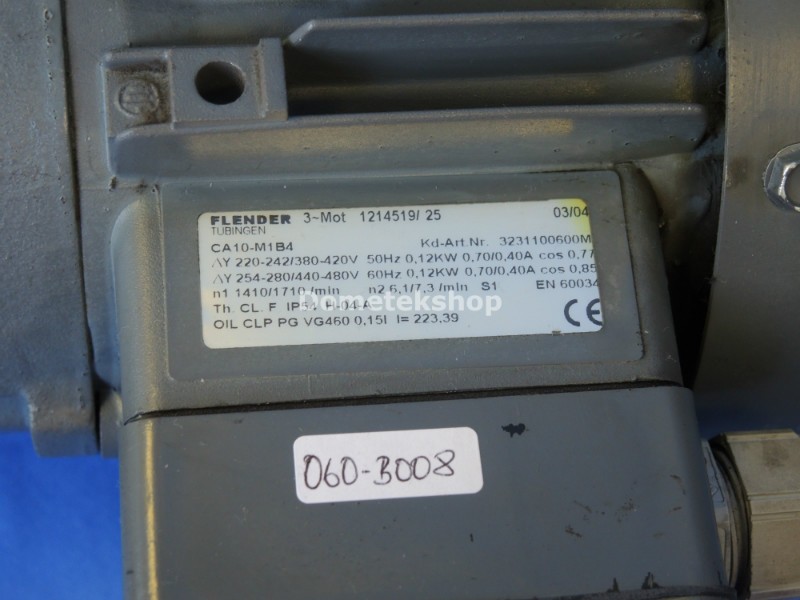 FLENDER 3~Mot 1214519/ 25 03/04
TÜBINGEN
CA10-M1B4 Kd-Art.Nr. 3231100600M
ΔY 220-242/380-420V 50Hz 0,12KW 0,70/0,40A cos 0,77
ΔY 254-280/440-480V 60Hz 0,12KW 0,70/0,40A cos 0,85
n1 1410/1710 /min n2 6,1/7,3 /min S1 EN 60034
Dometekshop
Th. CL. F IP54
OIL CLP PG VG460 0,15l I= 223,39
CE
060-B008